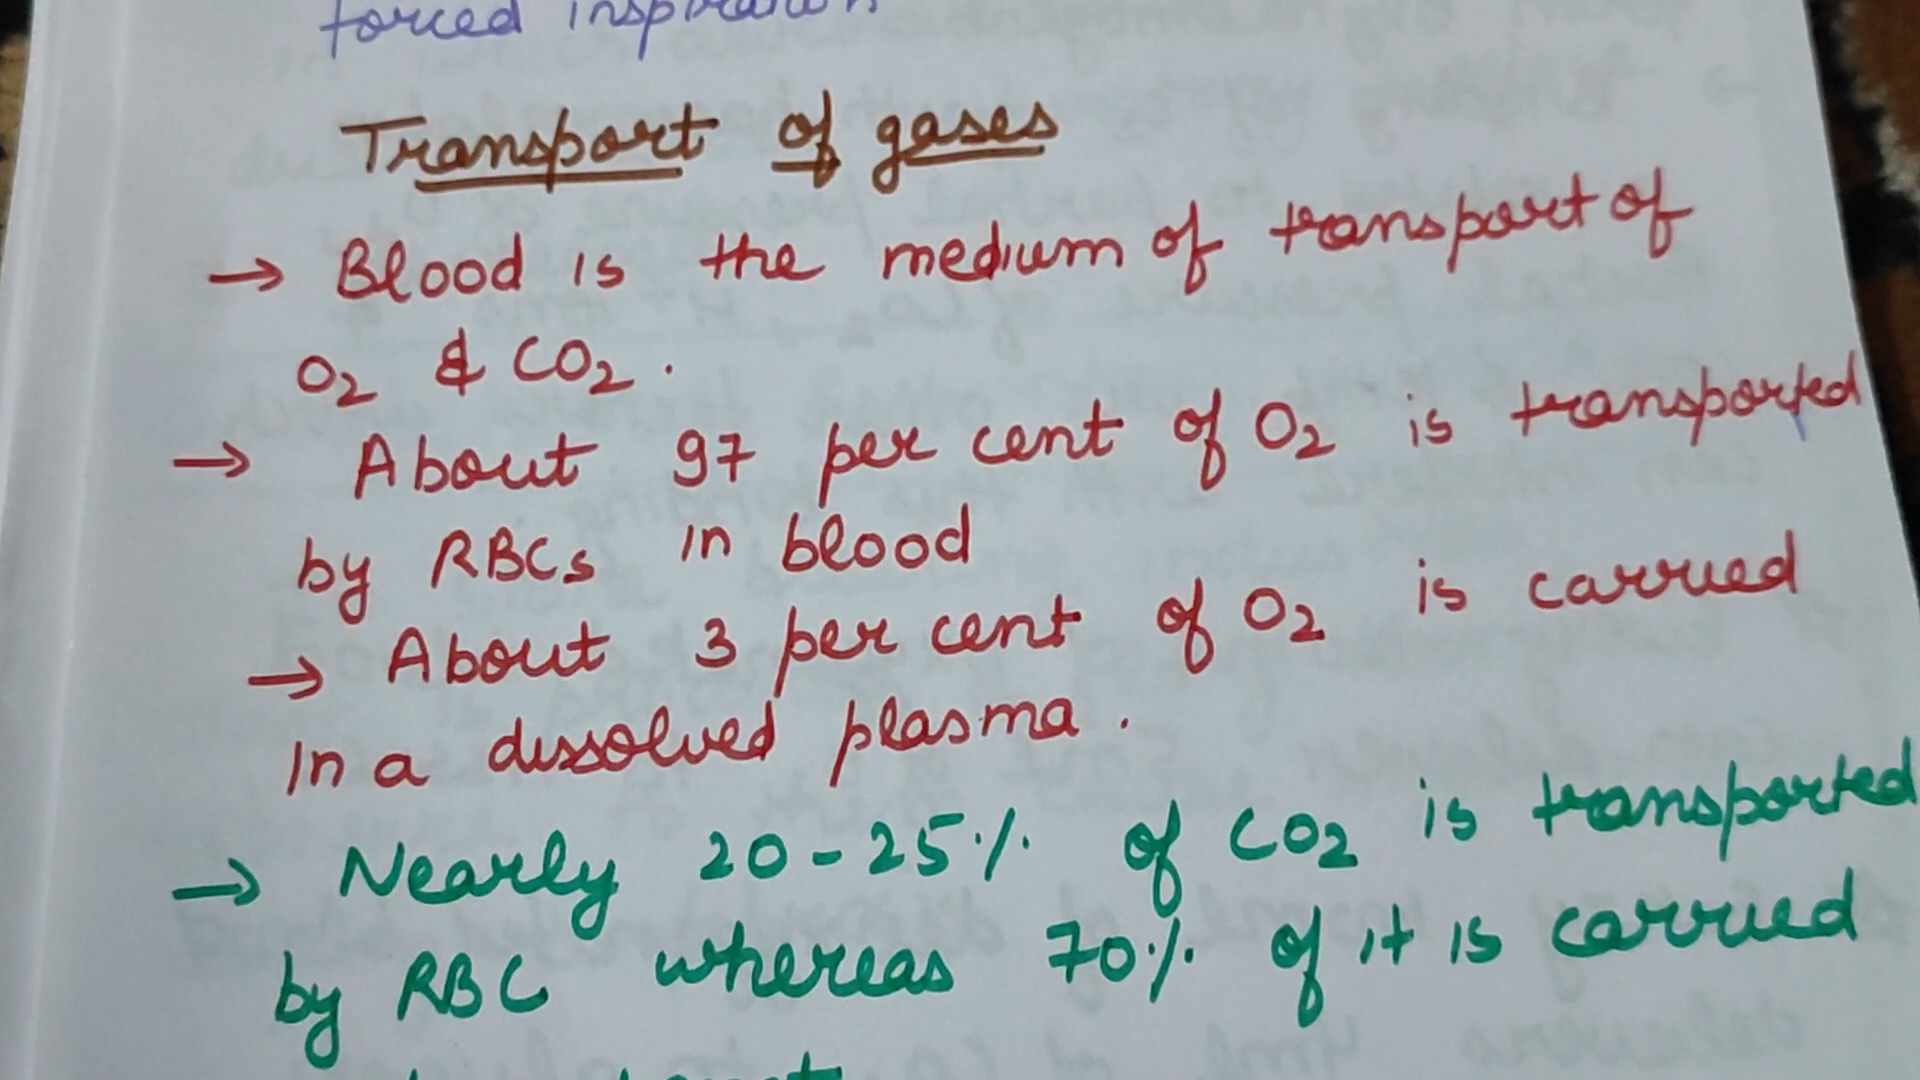 forced inspiration
Transport of gases
→ Blood is the medium of transport of
O₂ & CO₂.
→ About 97 per cent of O₂ is transported
by RBCs in blood
→ About 3 per cent of O₂ is carried
in a dissolved plasma.
→ Nearly 20-25% of CO₂ is transported
by RBC whereas 70% of it is carried